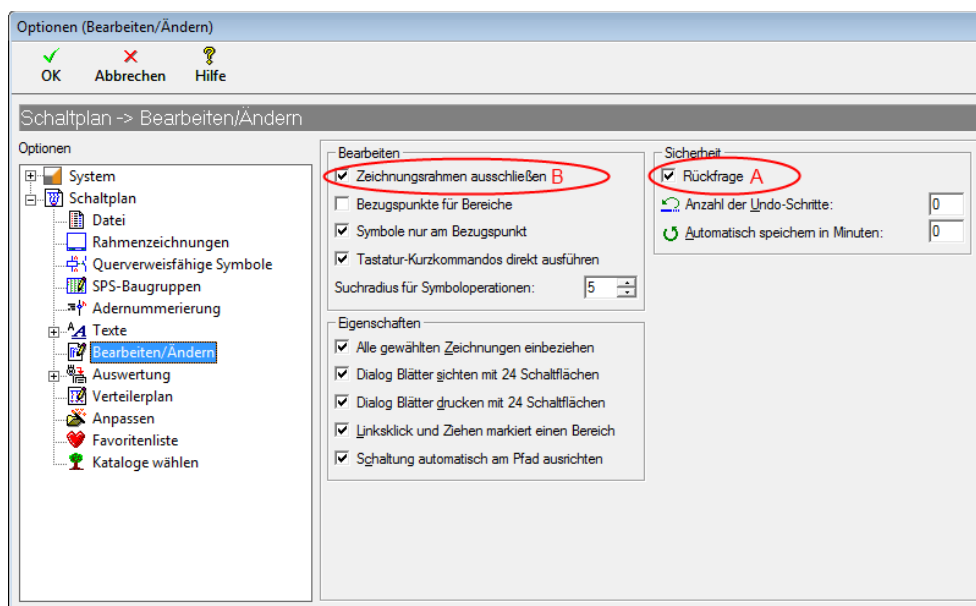 Optionen (Bearbeiten/Ändern)
OK Abbrechen Hilfe
Schaltplan -> Bearbeiten/Ändern
Optionen
System
Schaltplan
Datei
Rahmenzeichnungen
Querverweisfähige Symbole
SPS-Baugruppen
Adernummerierung
Texte
Bearbeiten/Ändern
Auswertung
Verteilerplan
Anpassen
Favoritenliste
Kataloge wählen
Bearbeiten
Zeichnungsrahmen ausschließen B
Bezugspunkte für Bereiche
Symbole nur am Bezugspunkt
Tastatur-Kurzkommandos direkt ausführen
Suchradius für Symboloperationen: 5
Eigenschaften
Alle gewählten Zeichnungen einbeziehen
Dialog Blätter sichten mit 24 Schaltflächen
Dialog Blätter drucken mit 24 Schaltflächen
Linksklick und Ziehen markiert einen Bereich
Schaltung automatisch am Pfad ausrichten
Sicherheit
Rückfrage A
Anzahl der Undo-Schritte: 0
Automatisch speichern in Minuten: 0